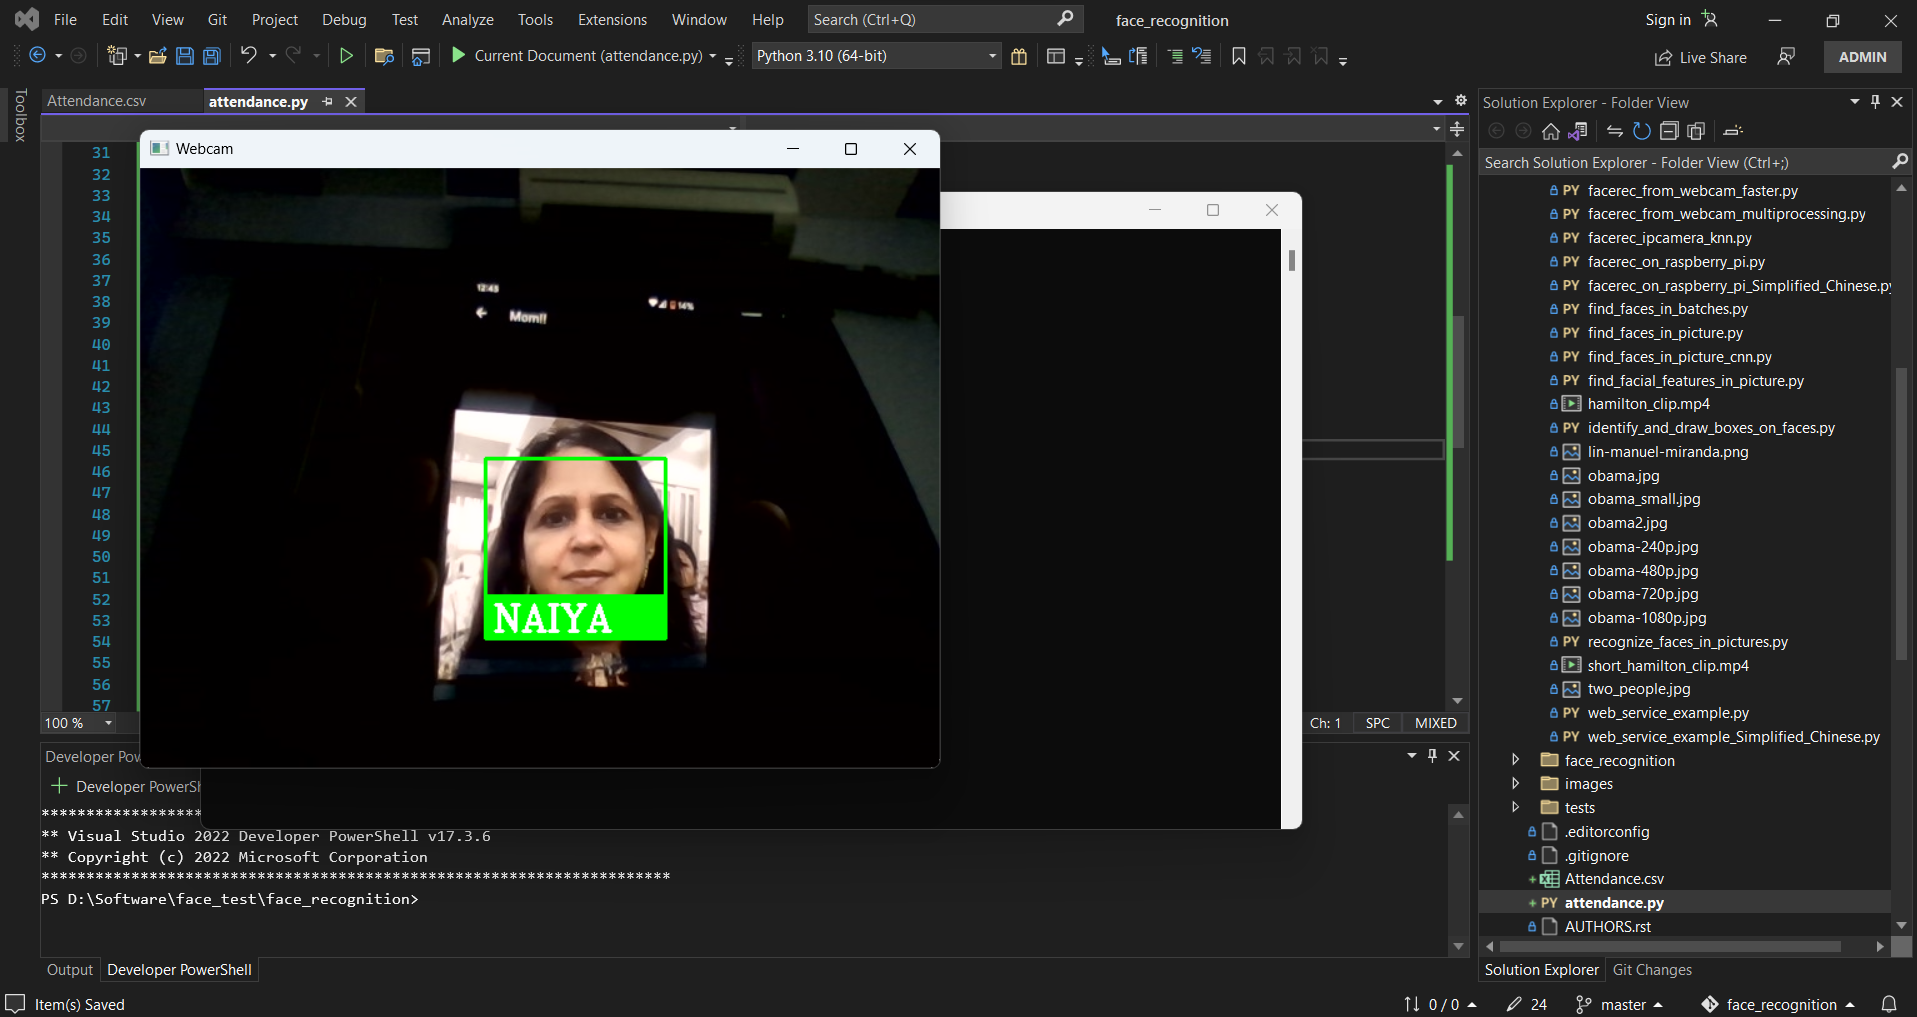 File Edit View Git Project Debug Test Analyze Tools Extensions Window Help Search (Ctrl+Q) face_recognition Sign in
Current Document (attendance.py) Python 3.10 (64-bit) Live Share ADMIN
Toolbox
Attendance.csv attendance.py
31
32
33
34
35
36
37
38
39
40
41
42
43
44
45
46
47
48
49
50
51
52
53
54
55
56
57
Webcam
12:43
14%
Mom!!
NAIYA
100 % Ch: 1 SPC MIXED
Developer Pow
Developer PowerSh
**********************
** Visual Studio 2022 Developer PowerShell v17.3.6
** Copyright (c) 2022 Microsoft Corporation
**********************************************************************
PS D:\Software\face_test\face_recognition>
Output Developer PowerShell
Solution Explorer - Folder View
Search Solution Explorer - Folder View (Ctrl+;)
PY facerec_from_webcam_faster.py
PY facerec_from_webcam_multiprocessing.py
PY facerec_ipcamera_knn.py
PY facerec_on_raspberry_pi.py
PY facerec_on_raspberry_pi_Simplified_Chinese.py
PY find_faces_in_batches.py
PY find_faces_in_picture.py
PY find_faces_in_picture_cnn.py
PY find_facial_features_in_picture.py
hamilton_clip.mp4
PY identify_and_draw_boxes_on_faces.py
lin-manuel-miranda.png
obama.jpg
obama_small.jpg
obama2.jpg
obama-240p.jpg
obama-480p.jpg
obama-720p.jpg
obama-1080p.jpg
PY recognize_faces_in_pictures.py
short_hamilton_clip.mp4
two_people.jpg
PY web_service_example.py
PY web_service_example_Simplified_Chinese.py
face_recognition
images
tests
.editorconfig
.gitignore
Attendance.csv
PY attendance.py
AUTHORS.rst
Solution Explorer Git Changes
Item(s) Saved 0 / 0 24 master face_recognition